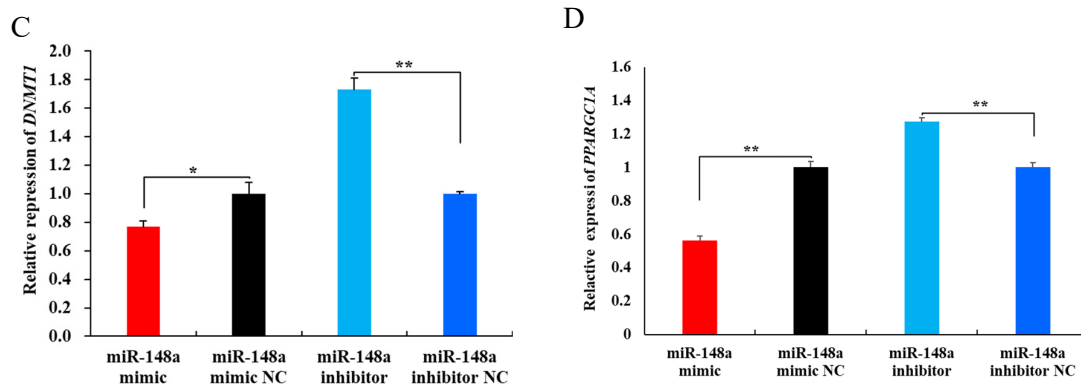 C
Relative repression of DNMT1
2.0
1.8
1.6
1.4
1.2
1.0
0.8
0.6
0.4
0.2
0.0
*
**
miR-148a
mimic
miR-148a
mimic NC
miR-148a
inhibitor
miR-148a
inhibitor NC
D
Relactive expressi of PPARGC1A
1.6
1.4
1.2
1
0.8
0.6
0.4
0.2
0
**
**
miR-148a
mimic
miR-148a
mimic NC
miR-148a
inhibitor
miR-148a
inhibitor NC